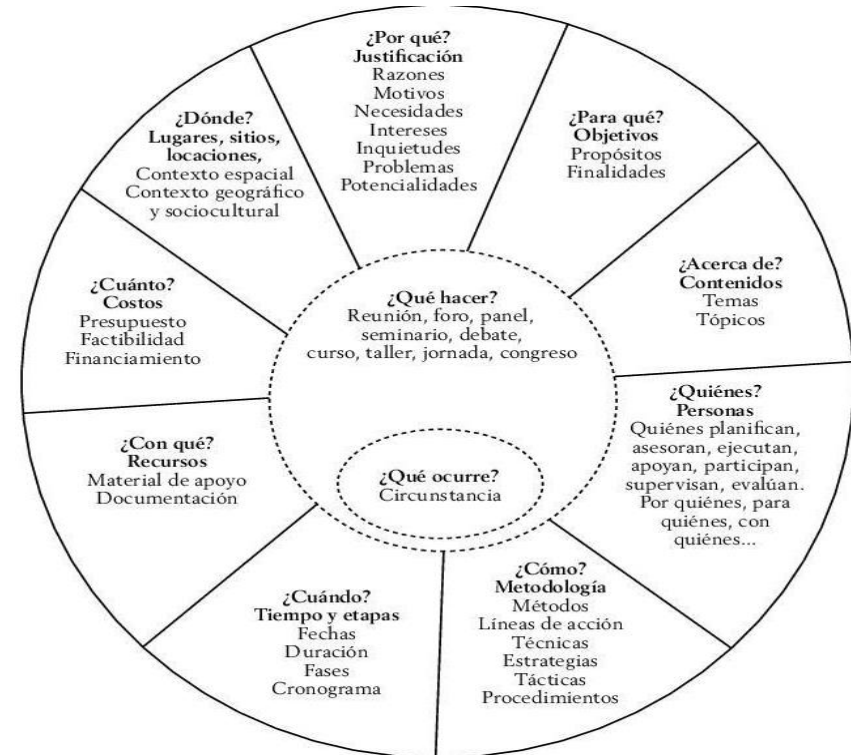 ¿Por qué?
Justificación
Razones
Motivos
Necesidades
Intereses
Inquietudes
Problemas
Potencialidades
¿Para qué?
Objetivos
Propósitos
Finalidades
¿Acerca de?
Contenidos
Temas
Tópicos
¿Quiénes?
Personas
Quiénes planifican,
asesoran, ejecutan,
apoyan, participan,
supervisan, evalúan.
Por quiénes, para
quiénes, con
quiénes...
¿Cómo?
Metodología
Métodos
Líneas de acción
Técnicas
Estrategias
Tácticas
Procedimientos
¿Cuándo?
Tiempo y etapas
Fechas
Duración
Fases
Cronograma
¿Con qué?
Recursos
Material de apoyo
Documentación
¿Cuánto?
Costos
Presupuesto
Factibilidad
Financiamiento
¿Dónde?
Lugares, sitios,
locaciones,
Contexto espacial
Contexto geográfico
y sociocultural
¿Qué hacer?
Reunión, foro, panel,
seminario, debate,
curso, taller, jornada, congreso
¿Qué ocurre?
Circunstancia